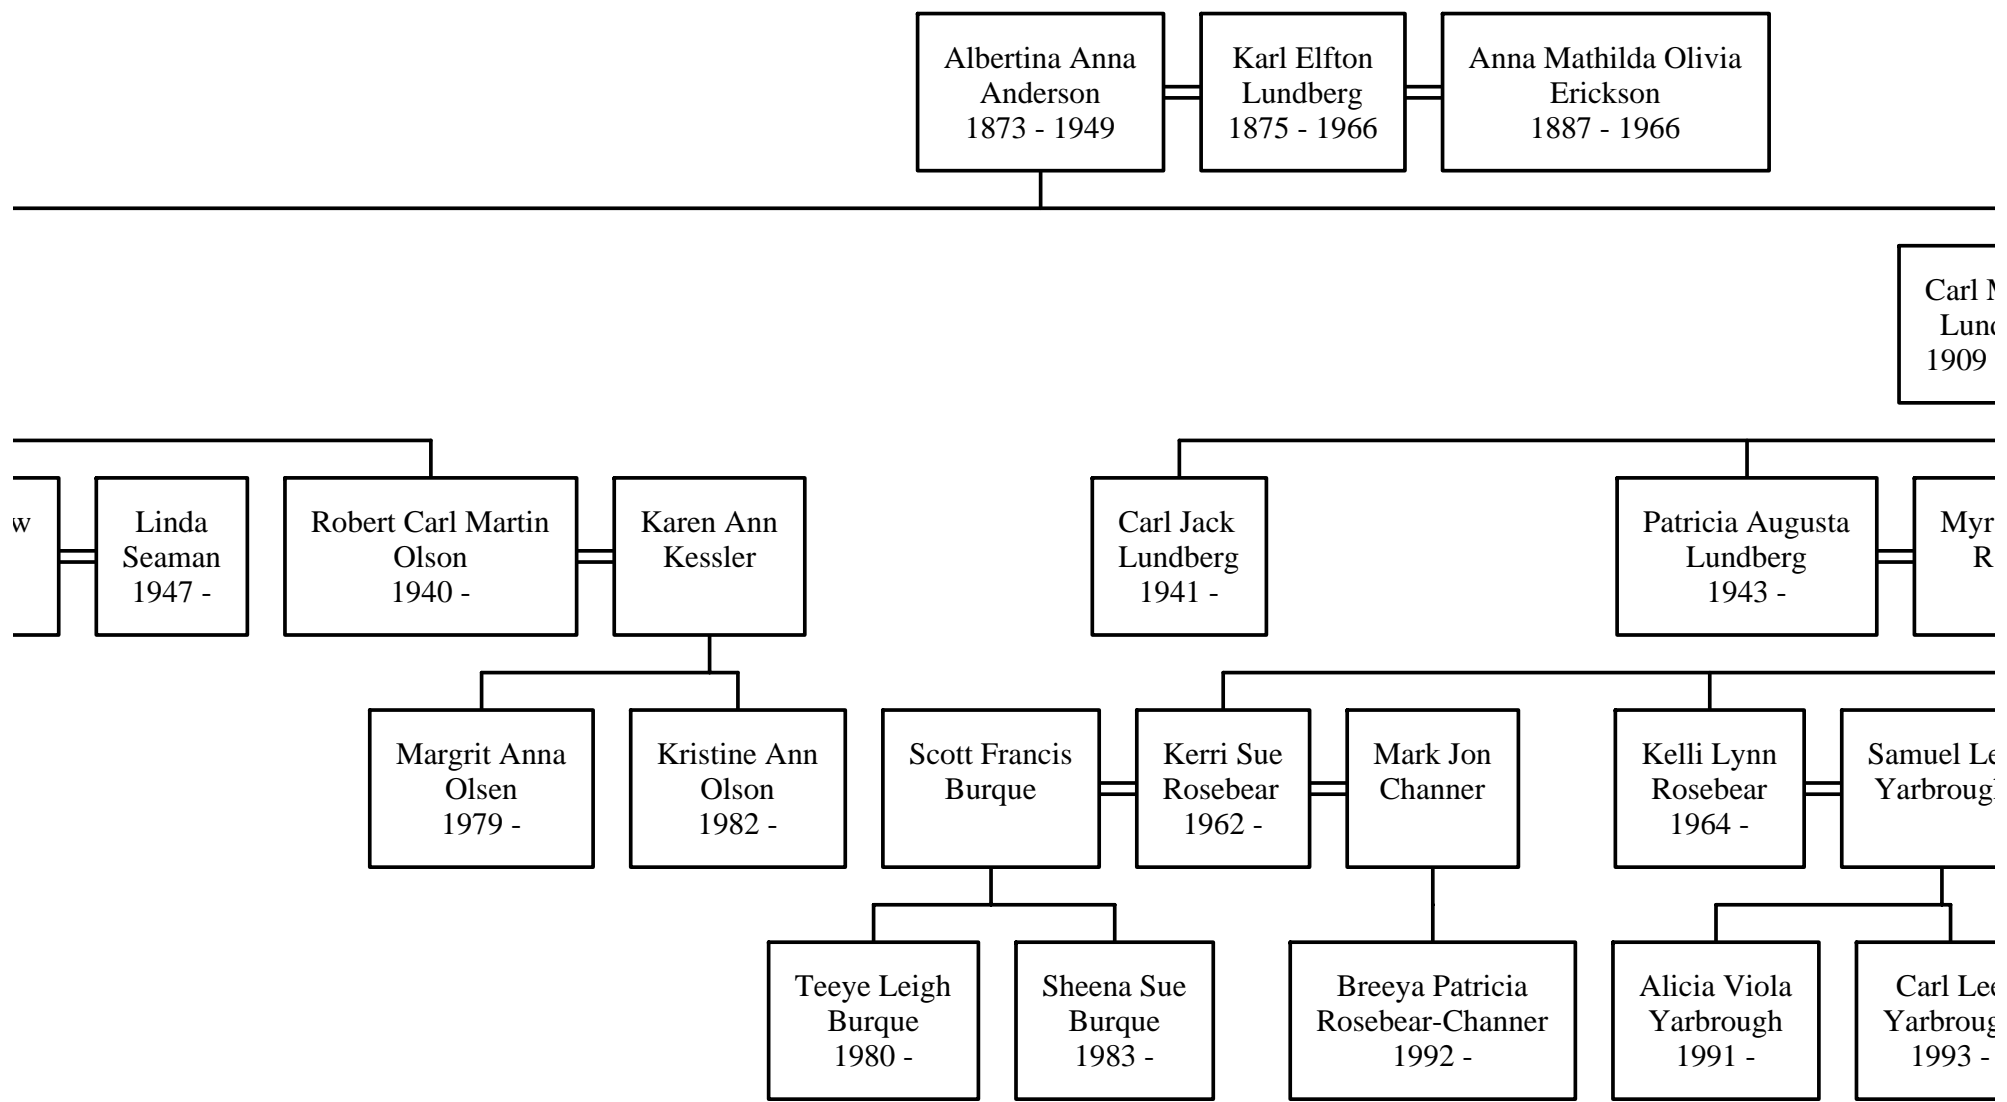 Albertina Anna
Anderson
1873 - 1949
Karl Elfton
Lundberg
1875 - 1966
Anna Mathilda Olivia
Erickson
1887 - 1966
Carl
1909
Linda
Seaman
1947 -
Robert Carl Martin
Olson
1940 -
Karen Ann
Kessler
Carl Jack
Lundberg
1941 -
Patricia Augusta
Lundberg
1943 -
Margrit Anna
Olsen
1979 -
Kristine Ann
Olson
1982 -
Scott Francis
Burque
Kerri Sue
Rosebear
1962 -
Mark Jon
Channer
Kelli Lynn
Rosebear
1964 -
Samuel
Teeye Leigh
Burque
1980 -
Sheena Sue
Burque
1983 -
Breeya Patricia
Rosebear-Channer
1992 -
Alicia Viola
Yarbrough
1991 -
Carl Lee
1993 -